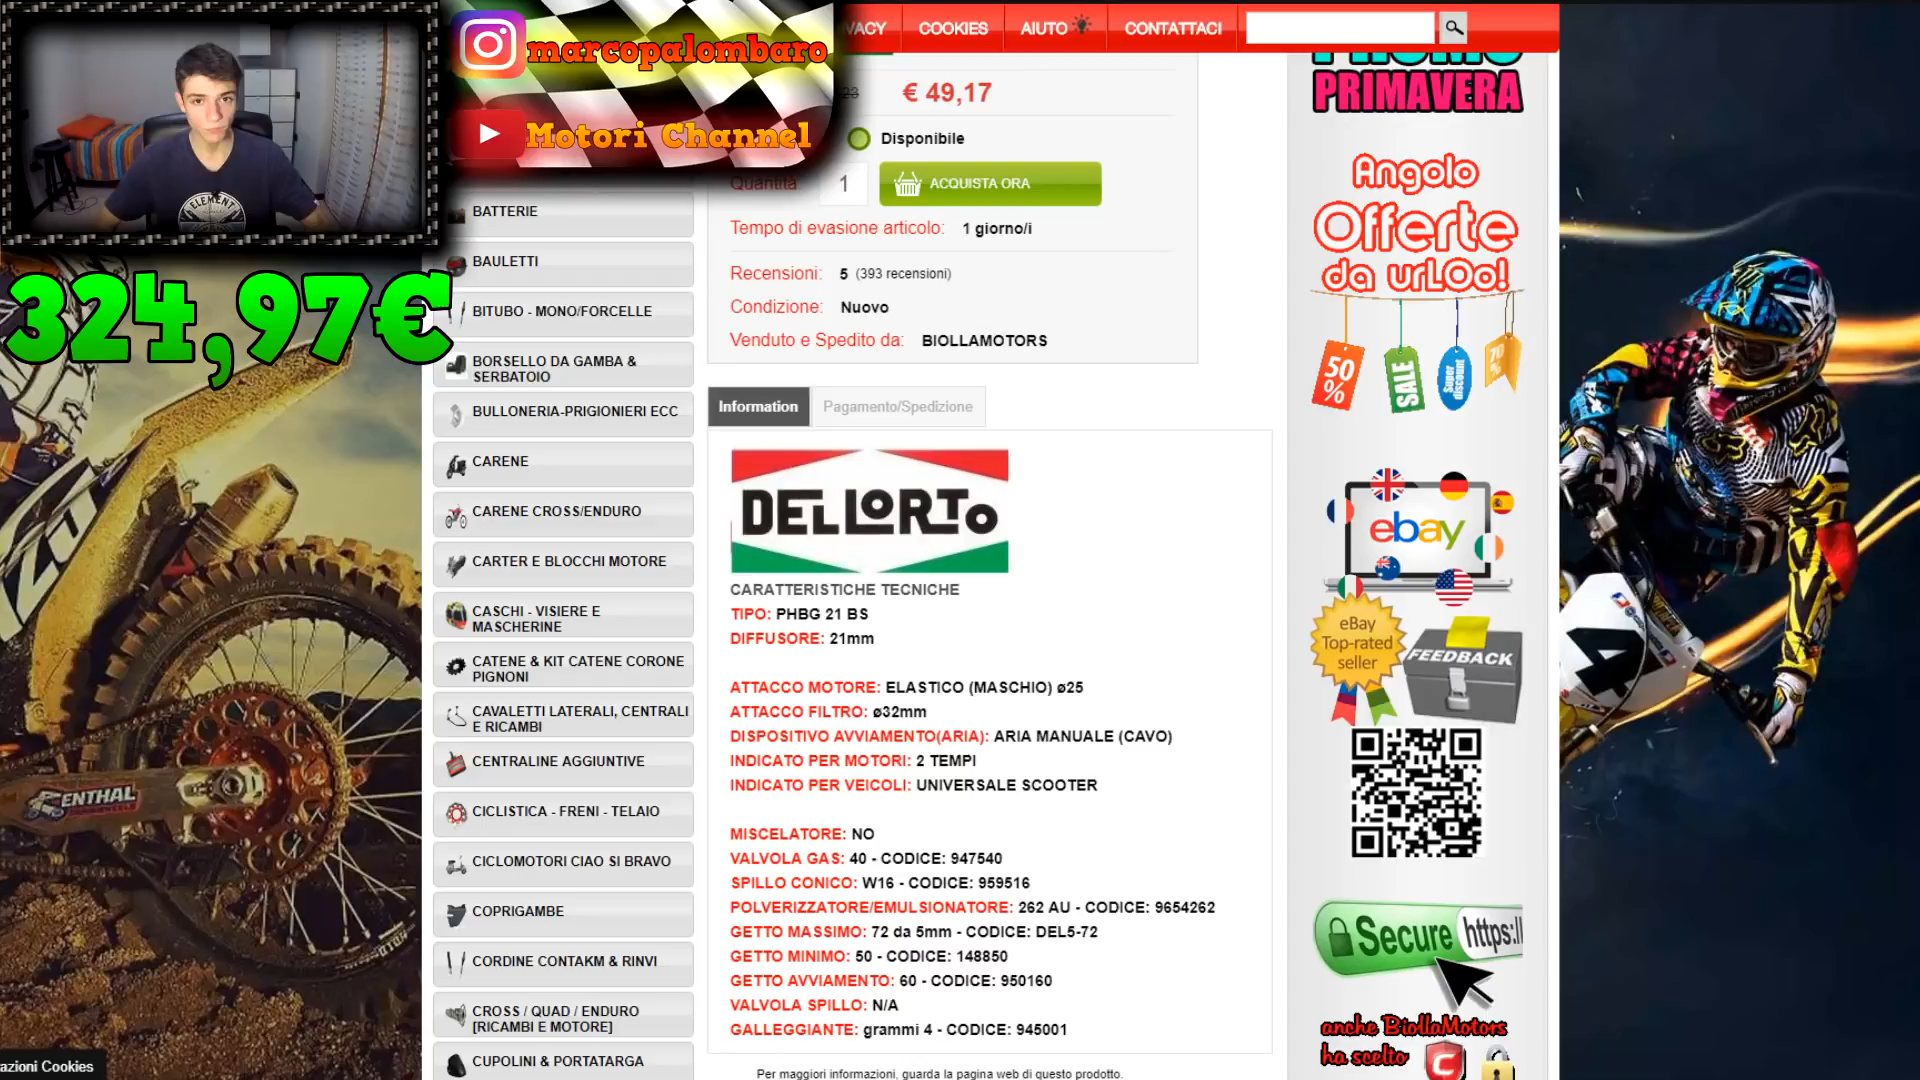 marcopalombaro
Motori Channel
324,97€
ELEMENT
VACY
COOKIES
AIUTO
CONTATTACI
23
€ 49,17
Disponibile
Quantità:
1
ACQUISTA ORA
Tempo di evasione articolo: 1 giorno/i
Recensioni: 5 (393 recensioni)
Condizione: Nuovo
Venduto e Spedito da: BIOLLAMOTORS
BATTERIE
BAULETTI
BITUBO - MONO/FORCELLE
BORSELLO DA GAMBA &
SERBATOIO
BULLONERIA-PRIGIONIERI ECC
CARENE
CARENE CROSS/ENDURO
CARTER E BLOCCHI MOTORE
CASCHI - VISIERE E
MASCHERINE
CATENE & KIT CATENE CORONE
PIGNONI
CAVALETTI LATERALI, CENTRALI
E RICAMBI
CENTRALINE AGGIUNTIVE
CICLISTICA - FRENI - TELAIO
CICLOMOTORI CIAO SI BRAVO
COPRIGAMBE
CORDINE CONTAKM & RINVI
CROSS / QUAD / ENDURO
[RICAMBI E MOTORE]
CUPOLINI & PORTATARGA
Information
Pagamento/Spedizione
DELLORTO
CARATTERISTICHE TECNICHE
TIPO: PHBG 21 BS
DIFFUSORE: 21mm
ATTACCO MOTORE: ELASTICO (MASCHIO) ø25
ATTACCO FILTRO: ø32mm
DISPOSITIVO AVVIAMENTO(ARIA): ARIA MANUALE (CAVO)
INDICATO PER MOTORI: 2 TEMPI
INDICATO PER VEICOLI: UNIVERSALE SCOOTER
MISCELATORE: NO
VALVOLA GAS: 40 - CODICE: 947540
SPILLO CONICO: W16 - CODICE: 959516
POLVERIZZATORE/EMULSIONATORE: 262 AU - CODICE: 9654262
GETTO MASSIMO: 72 da 5mm - CODICE: DEL5-72
GETTO MINIMO: 50 - CODICE: 148850
GETTO AVVIAMENTO: 60 - CODICE: 950160
VALVOLA SPILLO: N/A
GALLEGGIANTE: grammi 4 - CODICE: 945001
Per maggiori informazioni, guarda la pagina web di questo prodotto.
PROMO
PRIMAVERA
Angolo
Offerte
da urLOo!
50
%
SALE
Super
discount
70
%
ebay
eBay
Top-rated
seller
FEEDBACK
Secure
https://
anche BiollaMotors
ha scelto
C
4
ENTHAL
azioni Cookies